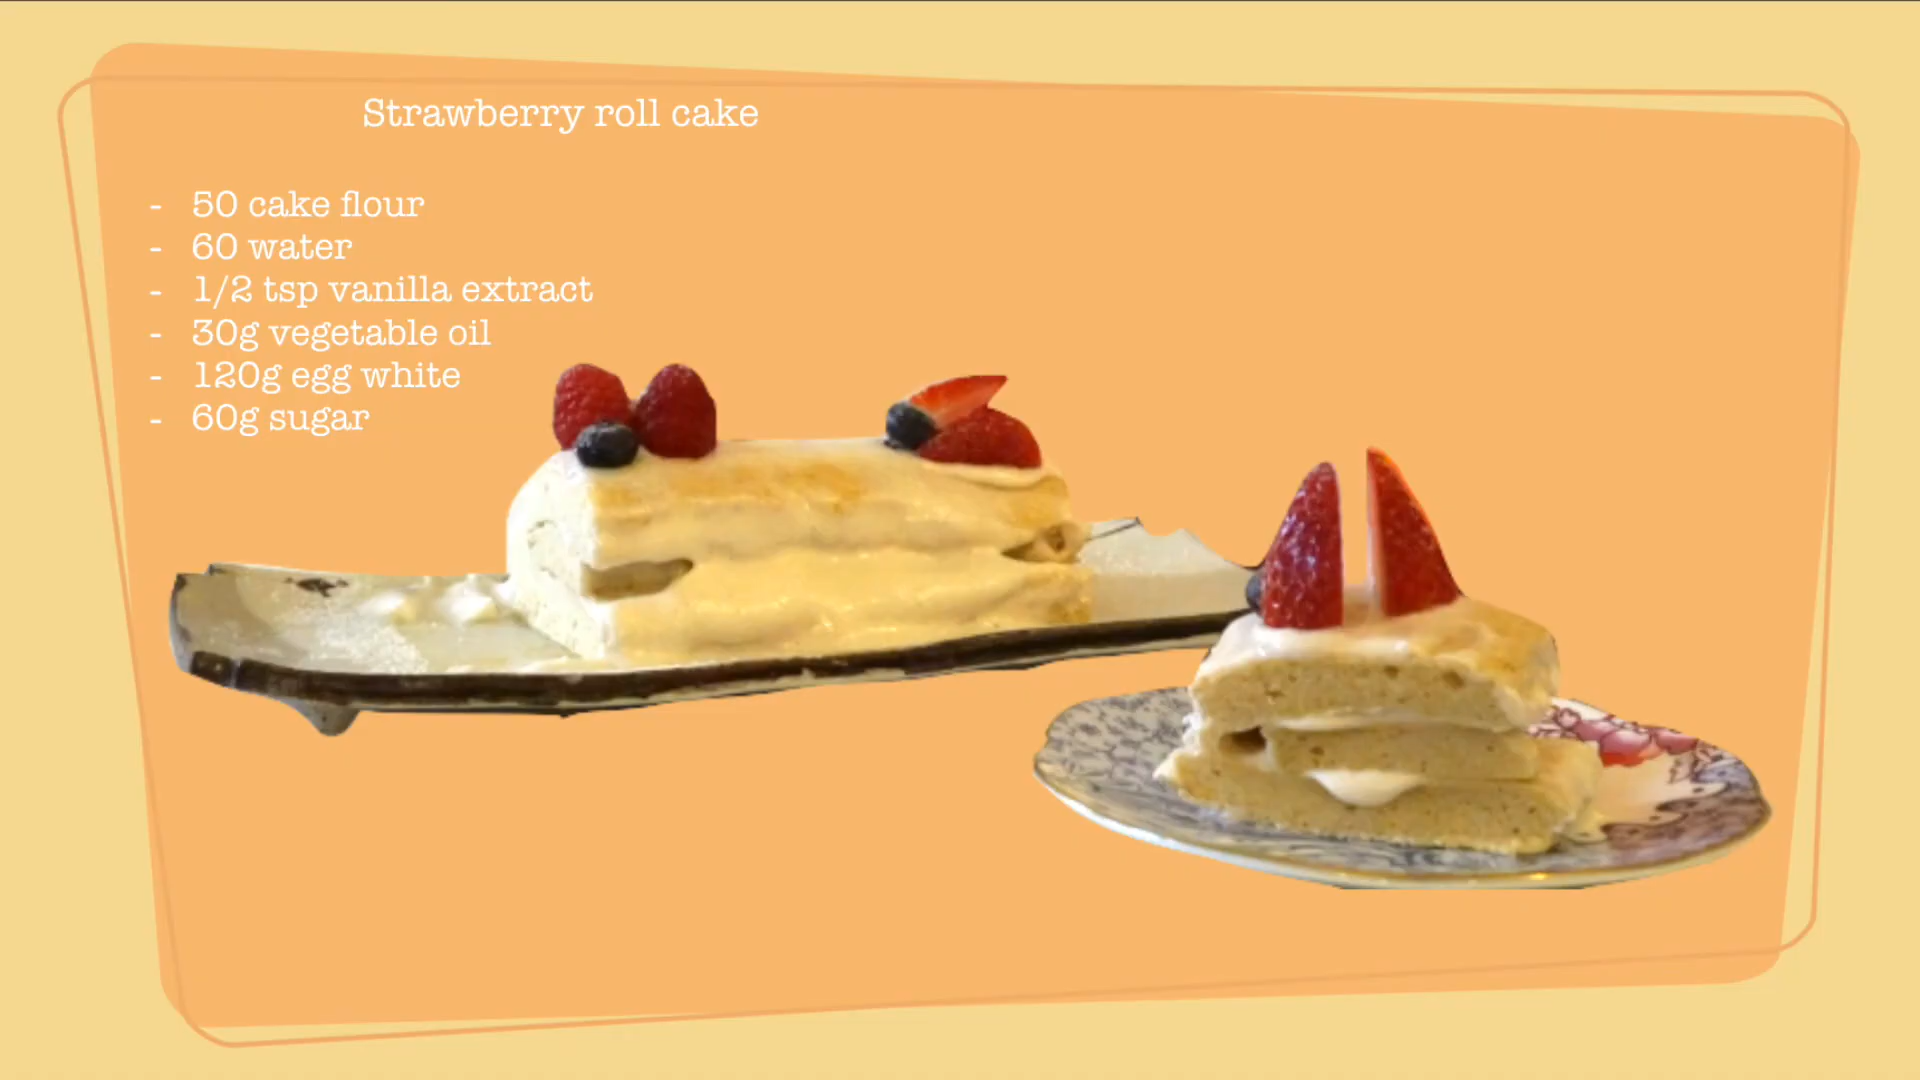 Strawberry roll cake
- 50 cake flour
- 60 water
- 1/2 tsp vanilla extract
- 30g vegetable oil
- 120g egg white
- 60g sugar